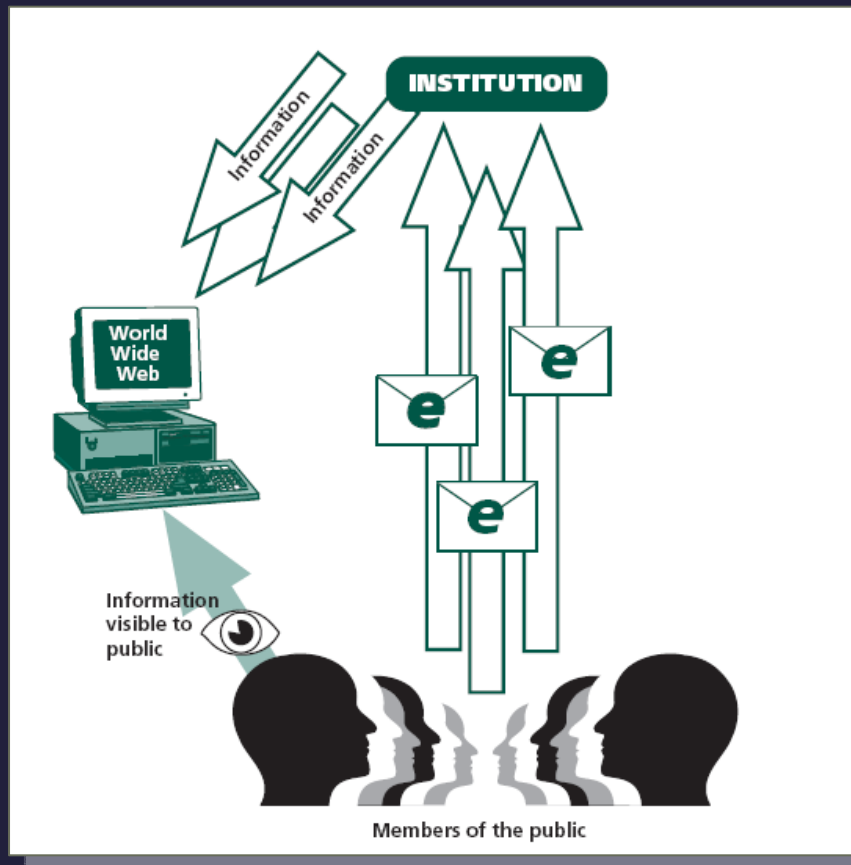 INSTITUTION
Information
Information
World
Wide
Web
e
e
e
Information
visible to
public
Members of the public